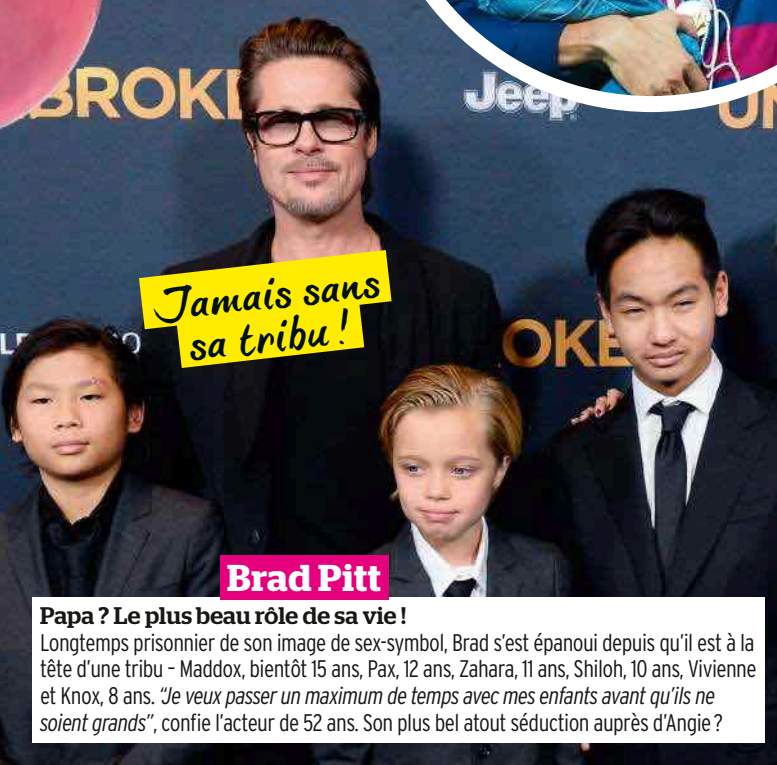 BROKE
Jeep
UN
Jamais sans
sa tribu !
OKE
Brad Pitt
Papa ? Le plus beau rôle de sa vie !
Longtemps prisonnier de son image de sex-symbol, Brad s’est épanoui depuis qu’il est à la
tête d’une tribu – Maddox, bientôt 15 ans, Pax, 12 ans, Zahara, 11 ans, Shiloh, 10 ans, Vivienne
et Knox, 8 ans. “Je veux passer un maximum de temps avec mes enfants avant qu’ils ne
soient grands”, confie l’acteur de 52 ans. Son plus bel atout séduction auprès d’Angie ?